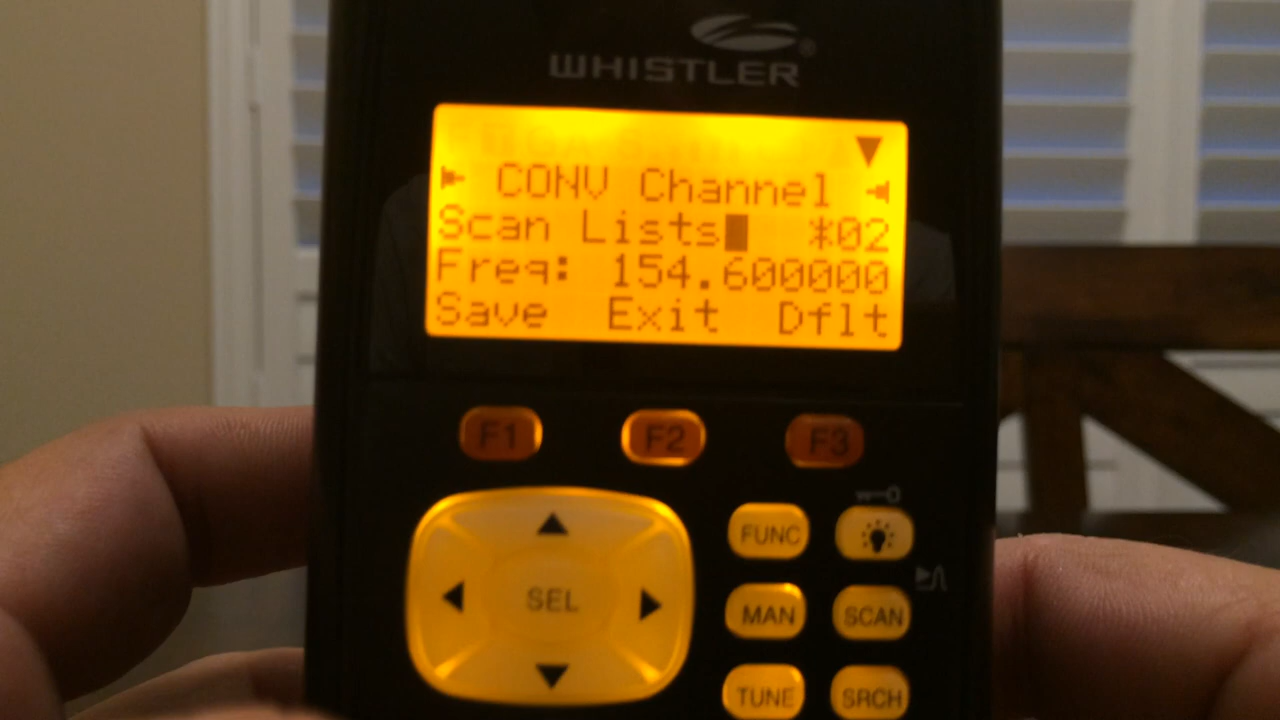 WHISTLER
CONV Channel
Scan Lists *02
Freq: 154.600000
Save Exit Dflt
F1 F2 F3
FUNC
SEL
MAN SCAN
TUNE SRCH